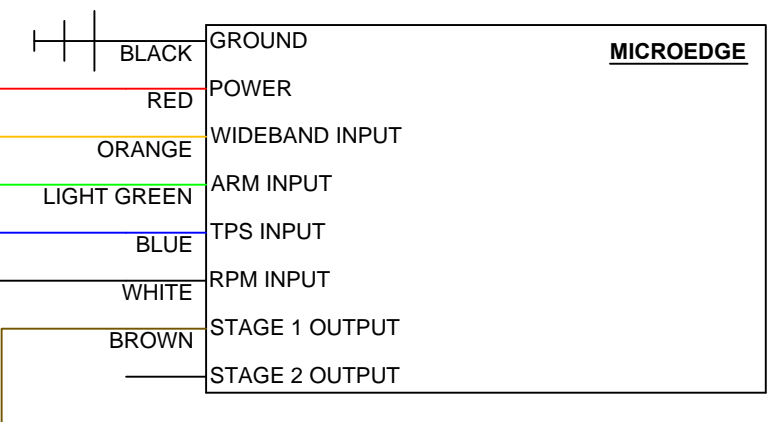 GROUND
MICROEDGE
BLACK
POWER
RED
WIDEBAND INPUT
ORANGE
ARM INPUT
LIGHT GREEN
TPS INPUT
BLUE
RPM INPUT
WHITE
STAGE 1 OUTPUT
BROWN
STAGE 2 OUTPUT